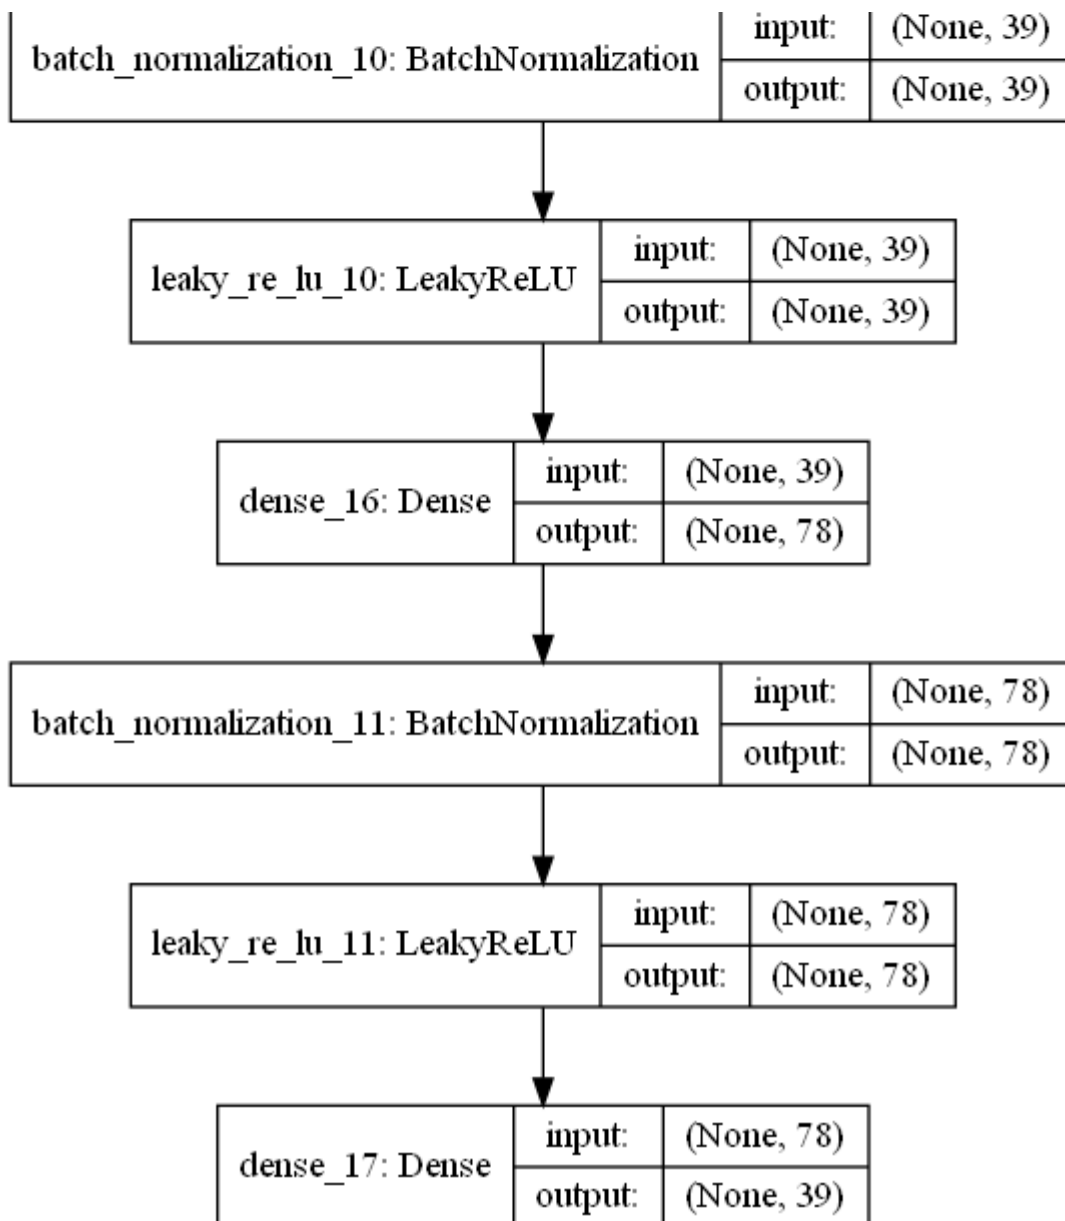 batch_normalization_10: BatchNormalization
input: (None, 39)
output: (None, 39)
leaky_re_lu_10: LeakyReLU
input: (None, 39)
output: (None, 39)
dense_16: Dense
input: (None, 39)
output: (None, 78)
batch_normalization_11: BatchNormalization
input: (None, 78)
output: (None, 78)
leaky_re_lu_11: LeakyReLU
input: (None, 78)
output: (None, 78)
dense_17: Dense
input: (None, 78)
output: (None, 39)